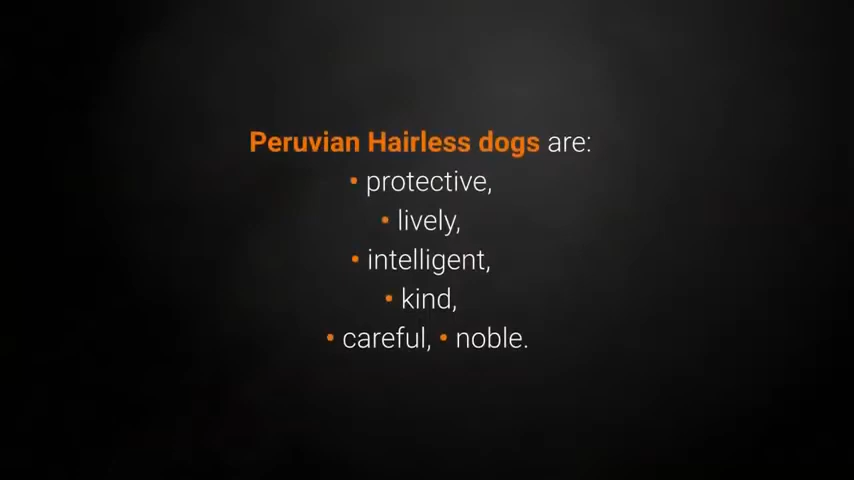 Peruvian Hairless dogs are:
• protective,
• lively,
• intelligent,
• kind,
• careful, • noble.